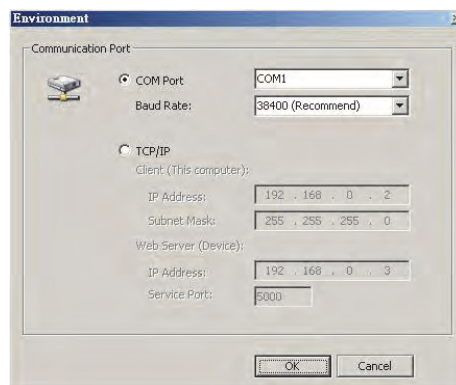 Environment
Communication Port
COM Port
COM1
Baud Rate:
38400 (Recommend)
TCP/IP
Client (This computer):
IP Address:
192 . 168 . 0 . 2
Subnet Mask:
255 . 255 . 255 . 0
Web Server (Device):
IP Address:
192 . 168 . 0 . 3
Service Port:
5000
OK
Cancel